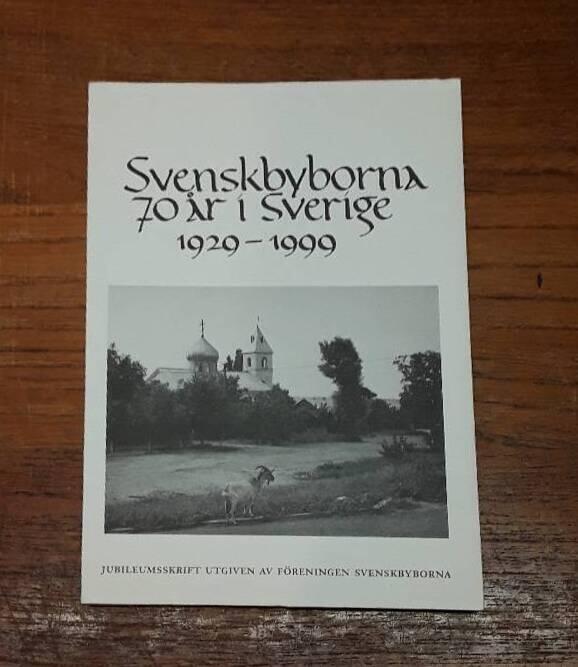 Svenskbyborna
70 år i Sverige
1929 – 1999
JUBILEUMSSKRIFT UTGIVEN AV FÖRENINGEN SVENSKBYBORNA